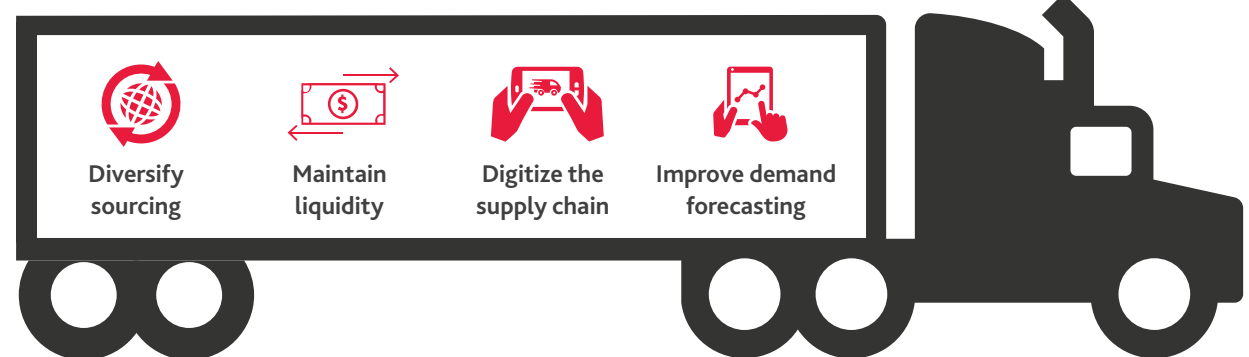 Diversify
sourcing
Maintain
liquidity
Digitize the
supply chain
Improve demand
forecasting
$